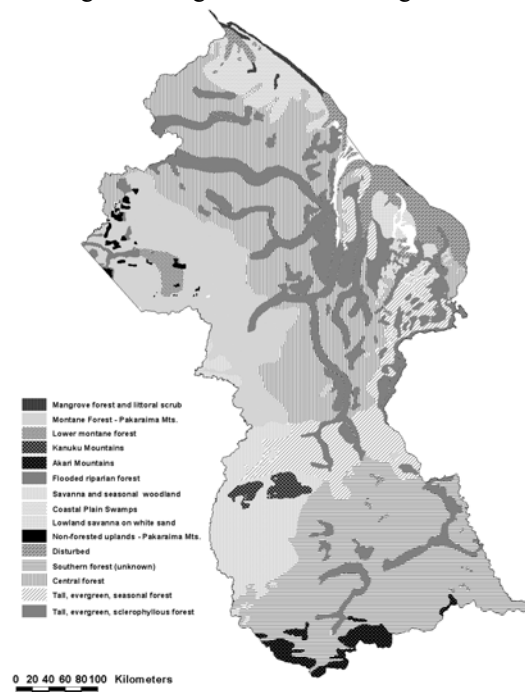 Mangrove forest and littoral scrub
Montane Forest - Pakaraima Mts.
Lower montane forest
Kanuku Mountains
Akari Mountains
Flooded riparian forest
Savanna and seasonal woodland
Coastal Plain Swamps
Lowland savanna on white sand
Non-forested uplands - Pakaraima Mts.
Disturbed
Southern forest (unknown)
Central forest
Tall, evergreen, seasonal forest
Tall, evergreen, sclerophyllous forest
0 20 40 60 80 100 Kilometers